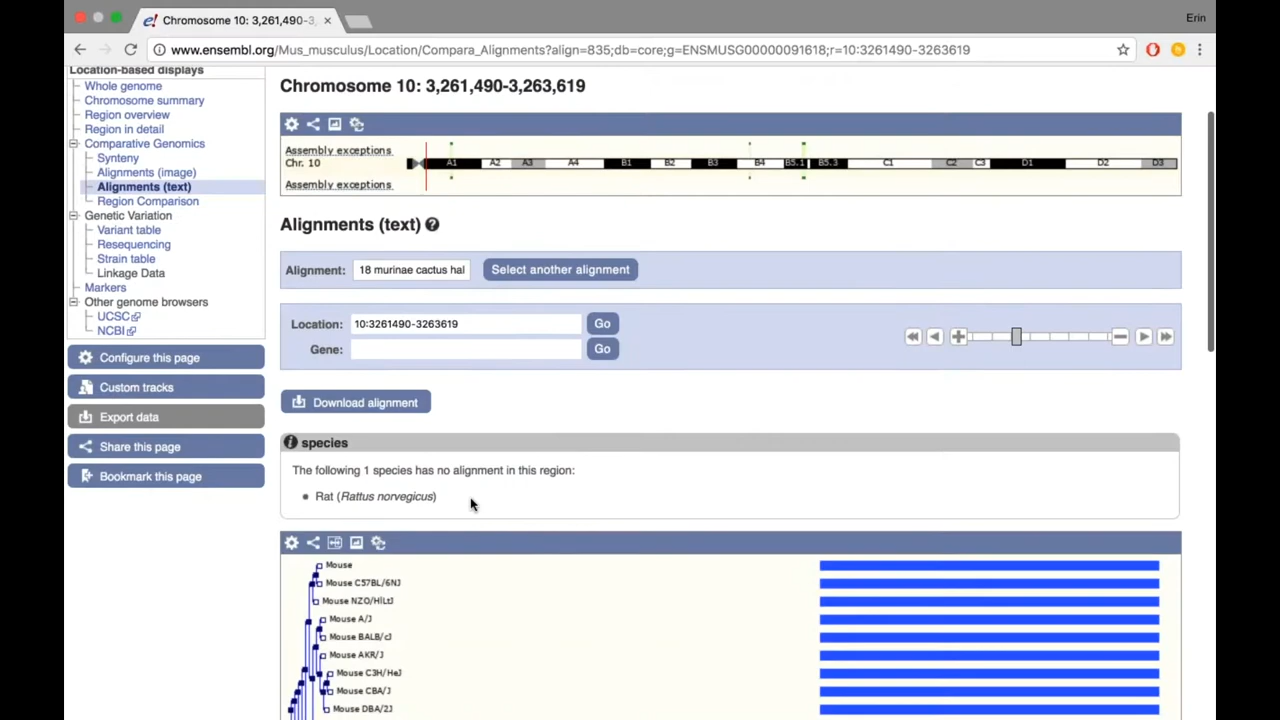 Chromosome 10: 3,261,490-3
Erin
www.ensembl.org/Mus_musculus/Location/Compara_Alignments?align=835;db=core;g=ENSMUSG00000091618;r=10:3261490-3263619
Location-based displays
Whole genome
Chromosome summary
Region overview
Region in detail
Comparative Genomics
Synteny
Alignments (image)
Alignments (text)
Region Comparison
Genetic Variation
Variant table
Resequencing
Strain table
Linkage Data
Markers
Other genome browsers
UCSC
NCBI
Configure this page
Custom tracks
Export data
Share this page
Bookmark this page
Chromosome 10: 3,261,490-3,263,619
Assembly exceptions
Chr. 10 A1 A2 A3 A4 B1 B2 B3 B4 B5.1 B5.3 C1 C2 C3 D1 D2 D3
Assembly exceptions
Alignments (text) ?
Alignment: 18 murinae cactus hal Select another alignment
Location: 10:3261490-3263619 Go
Gene: Go
Download alignment
species
The following 1 species has no alignment in this region:
Rat (Rattus norvegicus)
Mouse
Mouse C57BL/6NJ
Mouse NZO/HlLtJ
Mouse A/J
Mouse BALB/cJ
Mouse AKR/J
Mouse C3H/HeJ
Mouse CBA/J
Mouse DBA/2J